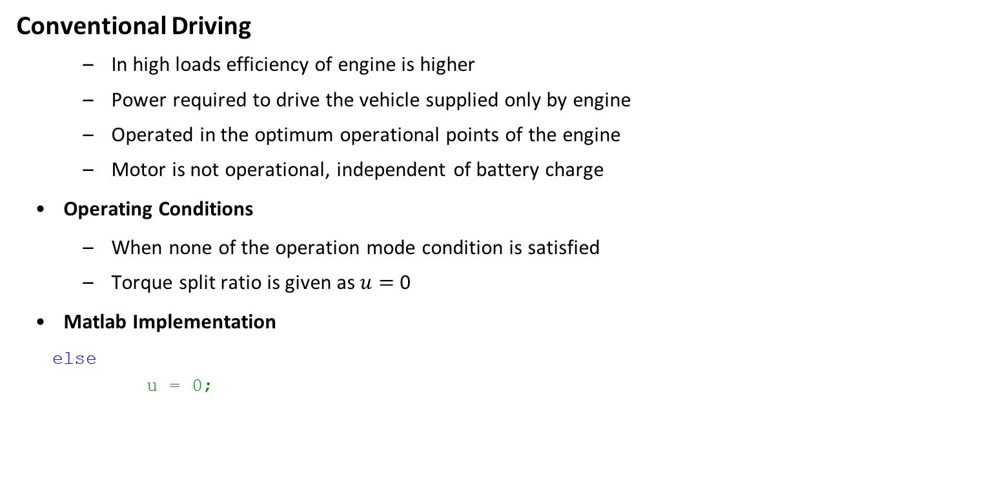 Conventional Driving
– In high loads efficiency of engine is higher
– Power required to drive the vehicle supplied only by engine
– Operated in the optimum operational points of the engine
– Motor is not operational, independent of battery charge
• Operating Conditions
– When none of the operation mode condition is satisfied
– Torque split ratio is given as 𝑢 = 0
• Matlab Implementation
else
u = 0;